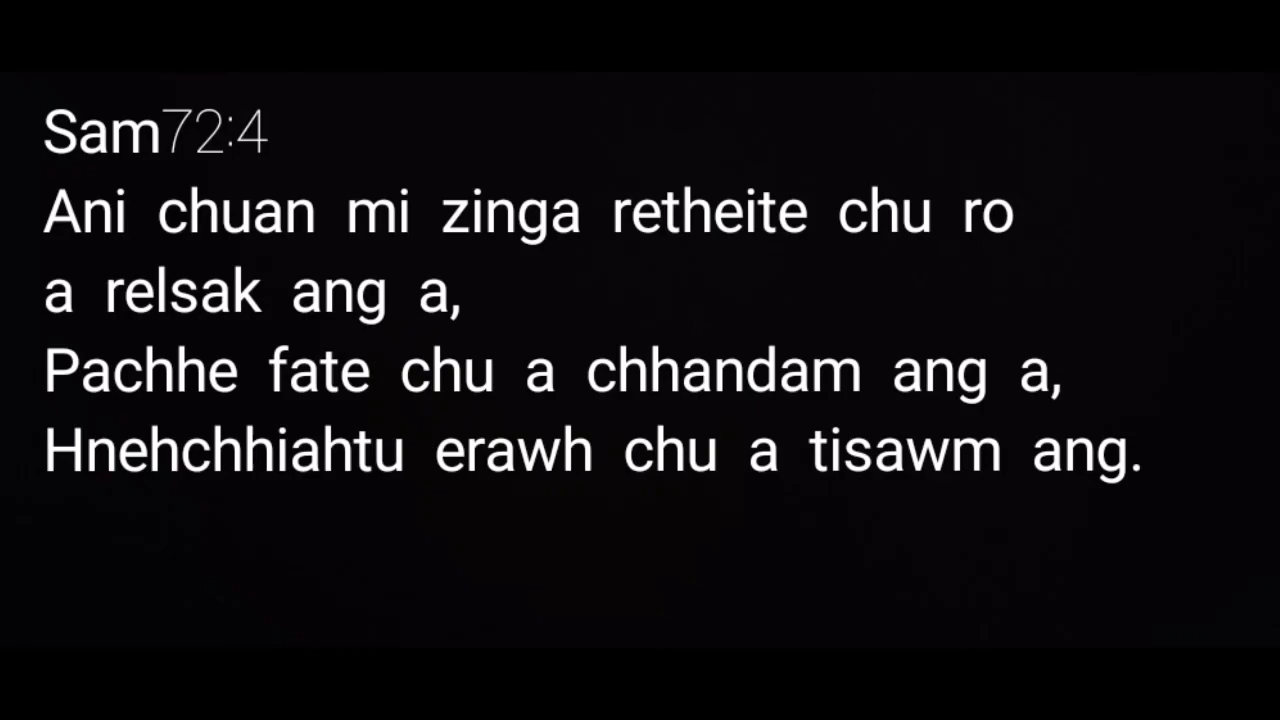 Sam72:4
Ani chuan mi zinga retheite chu ro
a relsak ang a,
Pachhe fate chu a chhandam ang a,
Hnehchhiahtu erawh chu a tisawm ang.